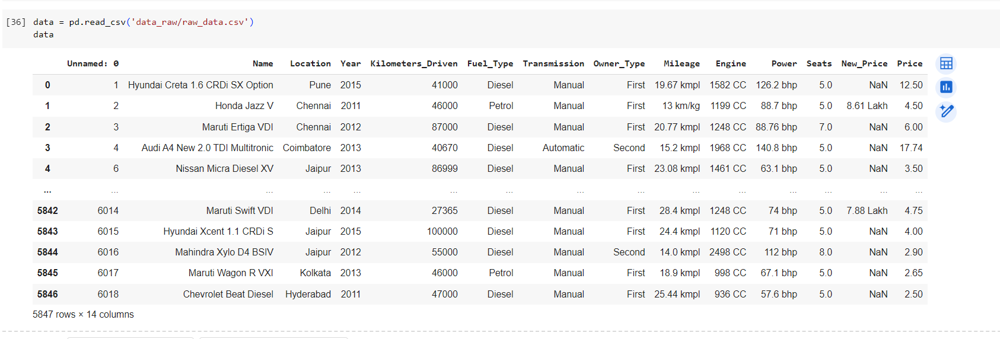 [36] data = pd.read_csv('data_raw/raw_data.csv')
data
Unnamed: 0 Name Location Year Kilometers_Driven Fuel_Type Transmission Owner_Type Mileage Engine Power Seats New_Price Price
0 1 Hyundai Creta 1.6 CRDi SX Option Pune 2015 41000 Diesel Manual First 19.67 kmpl 1582 CC 126.2 bhp 5.0 NaN 12.50
1 2 Honda Jazz V Chennai 2011 46000 Petrol Manual First 13 km/kg 1199 CC 88.7 bhp 5.0 8.61 Lakh 4.50
2 3 Maruti Ertiga VDI Chennai 2012 87000 Diesel Manual First 20.77 kmpl 1248 CC 88.76 bhp 7.0 NaN 6.00
3 4 Audi A4 New 2.0 TDI Multitronic Coimbatore 2013 40670 Diesel Automatic Second 15.2 kmpl 1968 CC 140.8 bhp 5.0 NaN 17.74
4 6 Nissan Micra Diesel XV Jaipur 2013 86999 Diesel Manual First 23.08 kmpl 1461 CC 63.1 bhp 5.0 NaN 3.50
... ... ... ... ... ... ... ... ... ... ... ... ... ... ...
5842 6014 Maruti Swift VDI Delhi 2014 27365 Diesel Manual First 28.4 kmpl 1248 CC 74 bhp 5.0 7.88 Lakh 4.75
5843 6015 Hyundai Xcent 1.1 CRDi S Jaipur 2015 100000 Diesel Manual First 24.4 kmpl 1120 CC 71 bhp 5.0 NaN 4.00
5844 6016 Mahindra Xylo D4 BSIV Jaipur 2012 55000 Diesel Manual Second 14.0 kmpl 2498 CC 112 bhp 8.0 NaN 2.90
5845 6017 Maruti Wagon R VXI Kolkata 2013 46000 Petrol Manual First 18.9 kmpl 998 CC 67.1 bhp 5.0 NaN 2.65
5846 6018 Chevrolet Beat Diesel Hyderabad 2011 47000 Diesel Manual First 25.44 kmpl 936 CC 57.6 bhp 5.0 NaN 2.50
5847 rows × 14 columns